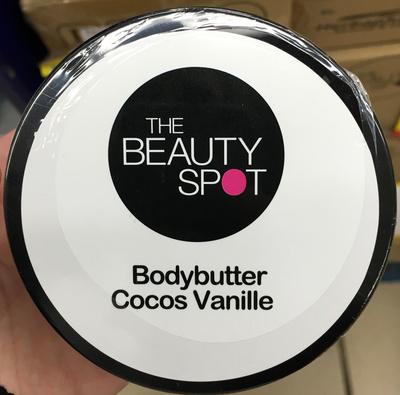 THE
BEAUTY
SPOT
Bodybutter
Cocos Vanille